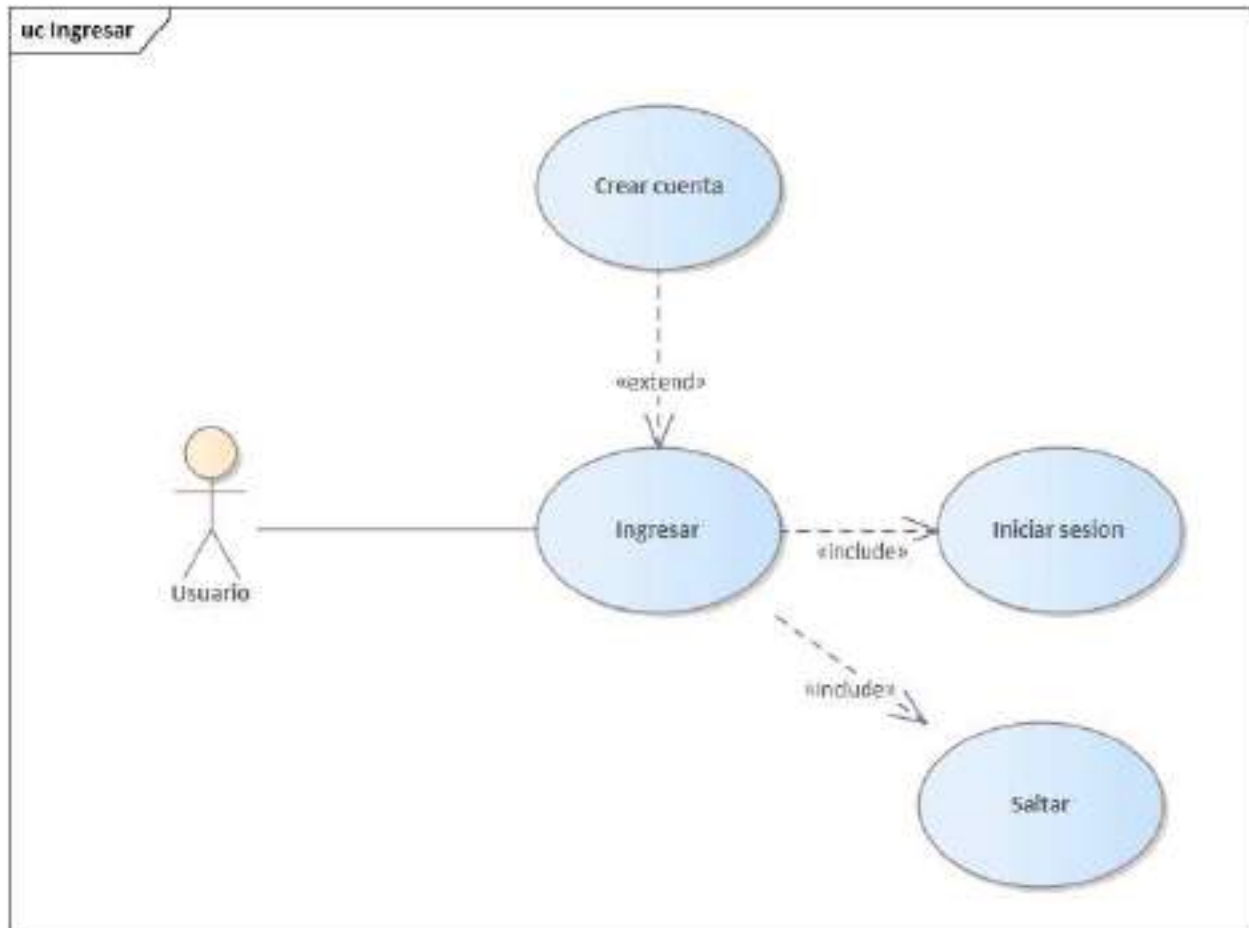 uc Ingresar
Crear cuenta
«extend»
Usuario
Ingresar
«include»
Iniciar sesion
«include»
Saltar